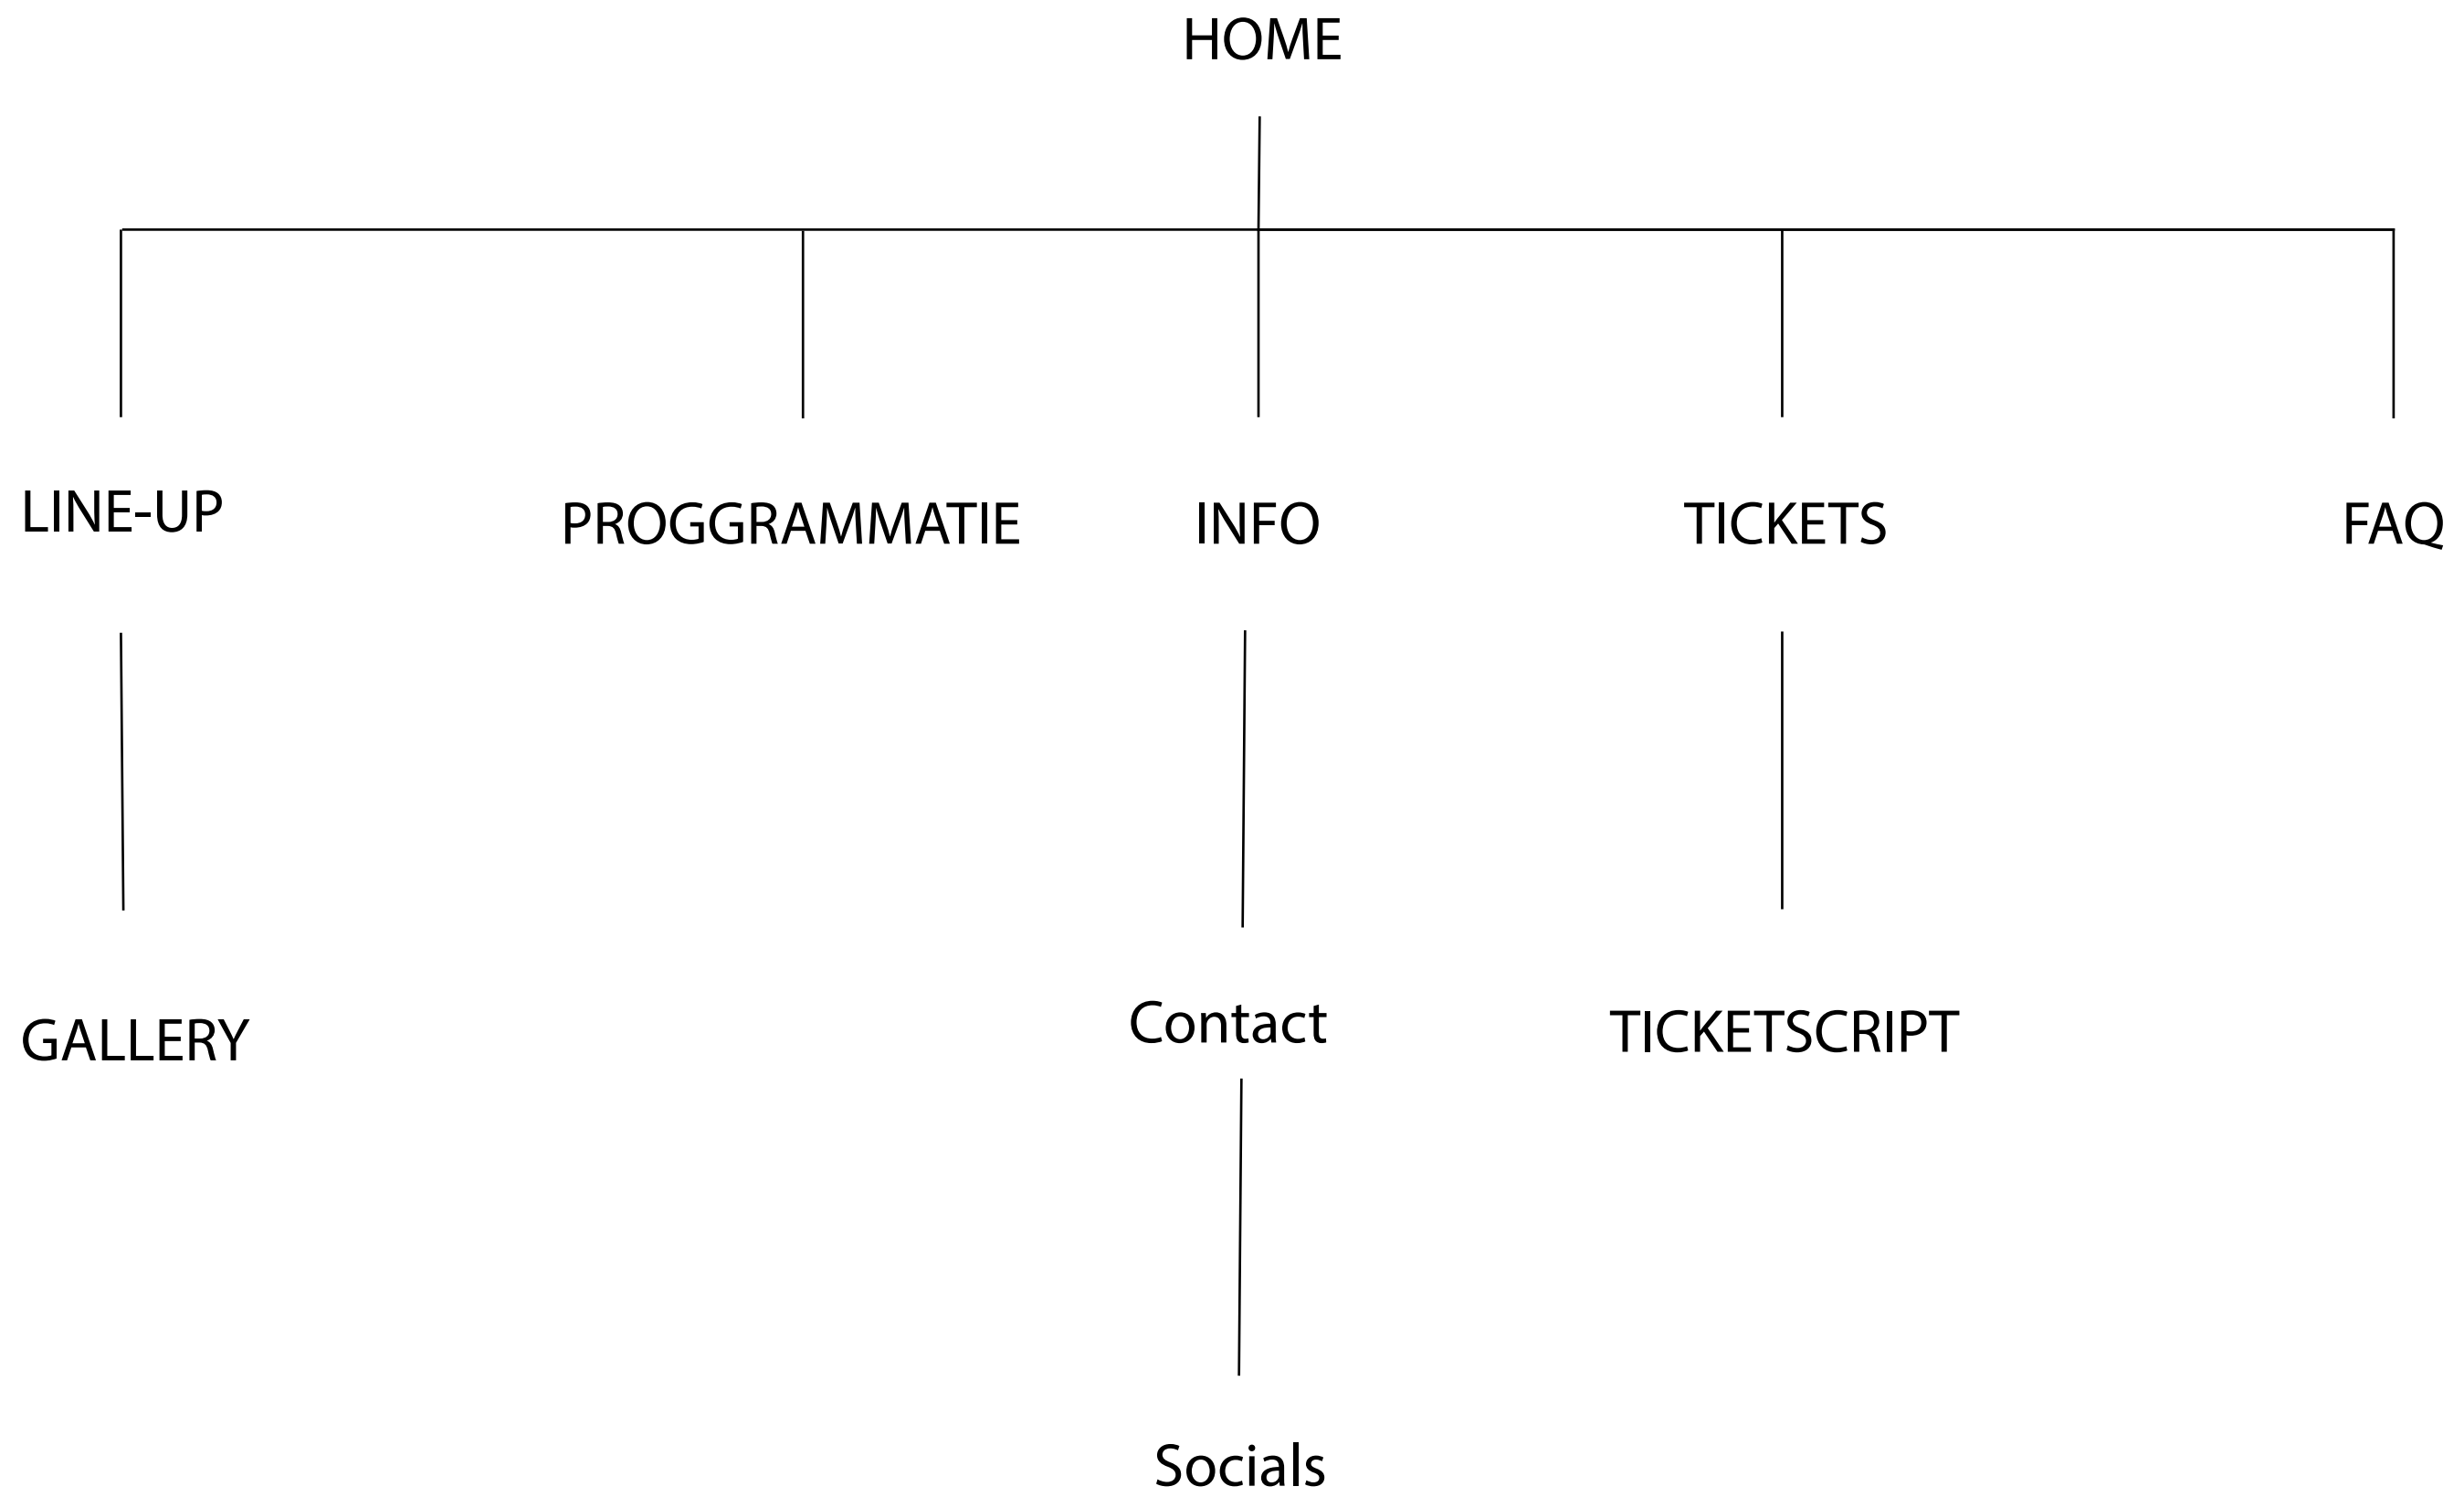 HOME
LINE-UP
PROGGRAMMATIE
INFO
TICKETS
FAQ
GALLERY
Contact
TICKETSCRIPT
Socials